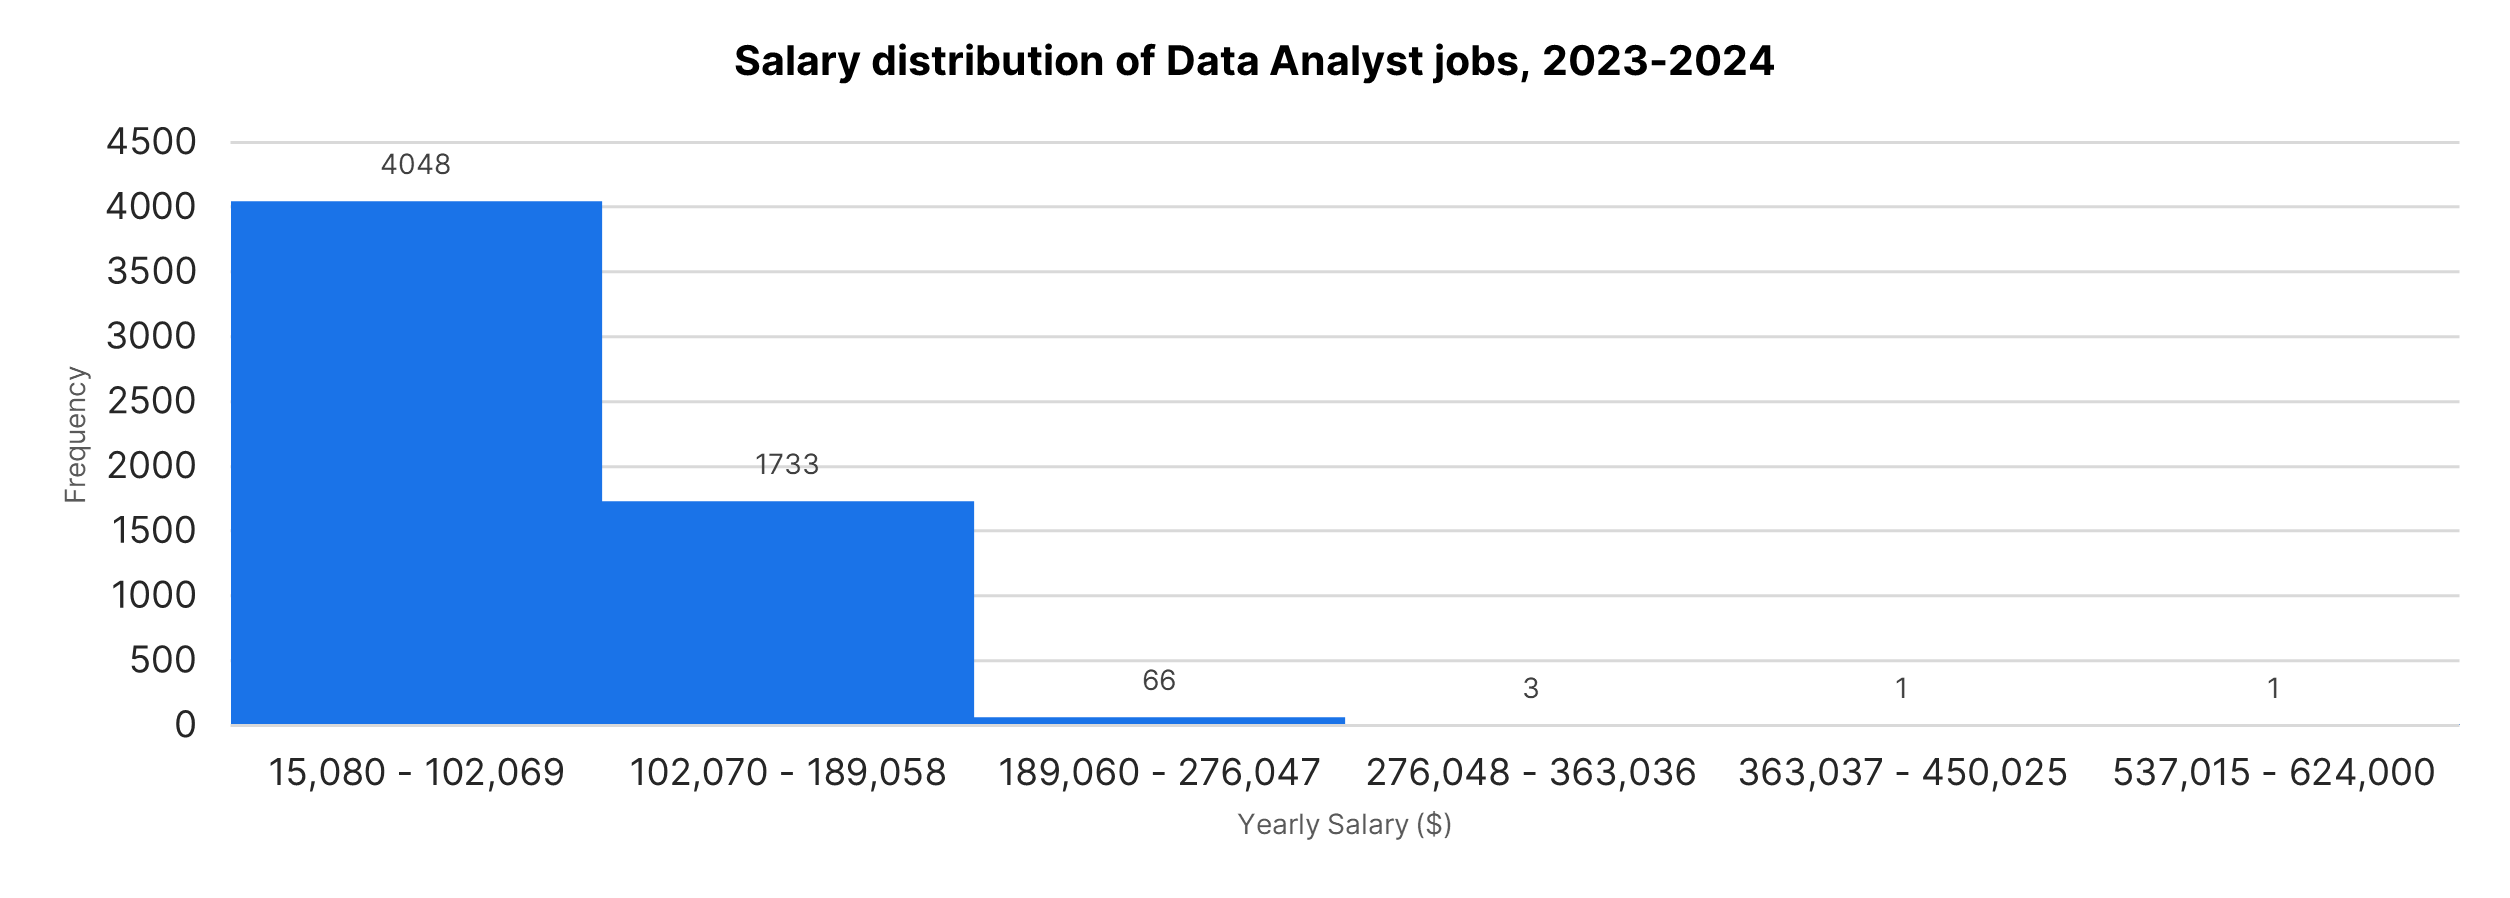 Salary distribution of Data Analyst jobs, 2023-2024
4500
4000
3500
3000
2500
2000
1500
1000
500
0
Frequency
4048
1733
66
3
1
1
15,080 - 102,069
102,070 - 189,058
189,060 - 276,047
276,048 - 363,036
363,037 - 450,025
537,015 - 624,000
Yearly Salary ($)